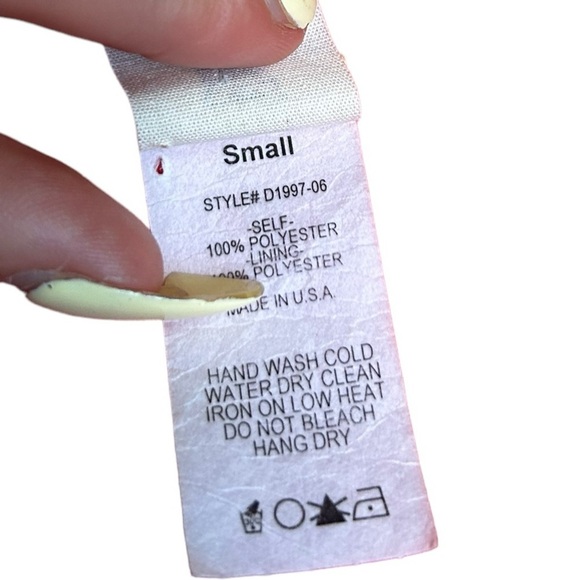 Small
STYLE# D1997-06
-SELF-
100% POLYESTER
-LINING-
100% POLYESTER
MADE IN U.S.A.
HAND WASH COLD
WATER DRY CLEAN
IRON ON LOW HEAT
DO NOT BLEACH
HANG DRY